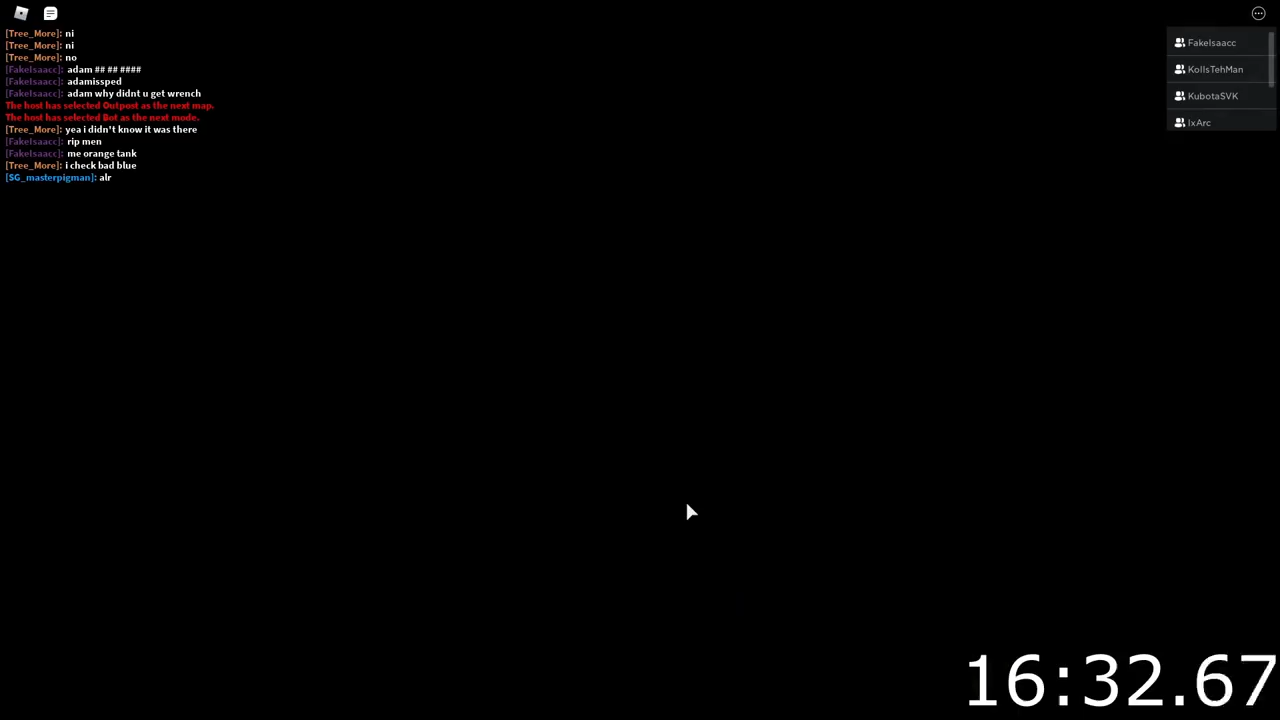 [Tree_More]: ni
[Tree_More]: ni
[Tree_More]: no
[FakeIsaacc]: adam ## ## ####
[FakeIsaacc]: adamissped
[FakeIsaacc]: adam why didnt u get wrench
The host has selected Outpost as the next map.
The host has selected Bot as the next mode.
[Tree_More]: yea i didn't know it was there
[FakeIsaacc]: rip men
[FakeIsaacc]: me orange tank
[Tree_More]: i check bad blue
[SG_masterpigman]: alr
FakeIsaacc
KollsTehMan
KubotaSVK
IxArc
16:32.67